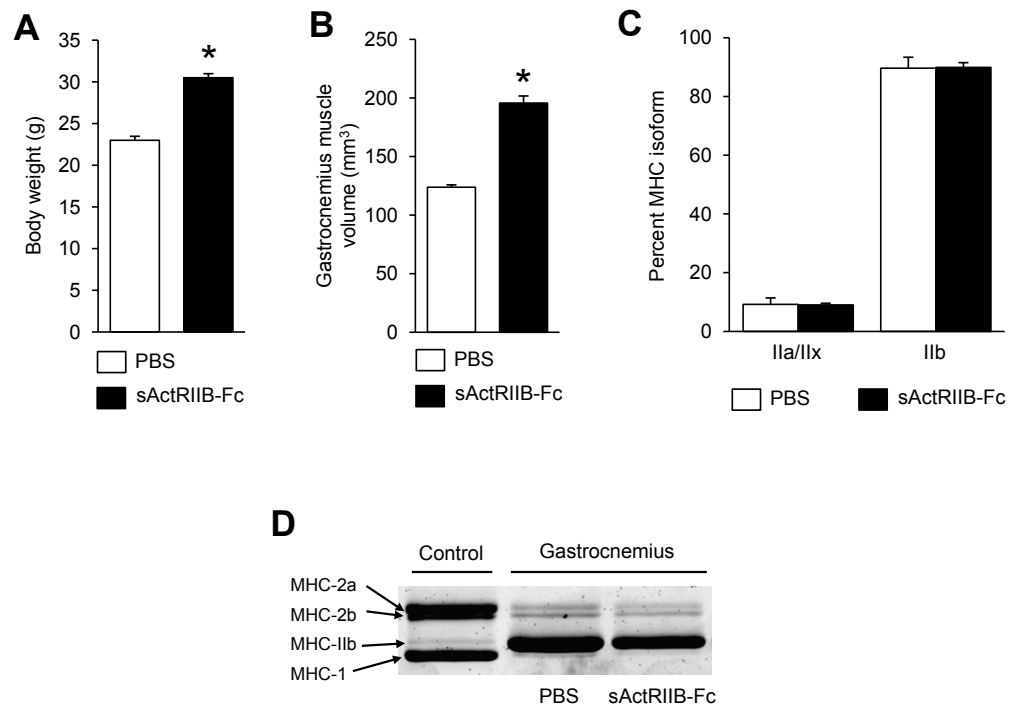 A
Body weight (g)
35
30
25
20
15
10
5
0
*
PBS
sActRIIB-Fc
B
Gastrocnemius muscle
volume (mm³)
250
200
150
100
50
0
*
PBS
sActRIIB-Fc
C
Percent MHC isoform
100
80
60
40
20
0
IIa/IIx
IIb
PBS
sActRIIB-Fc
D
Control
Gastrocnemius
MHC-2a
MHC-2b
MHC-IIb
MHC-1
PBS
sActRIIB-Fc